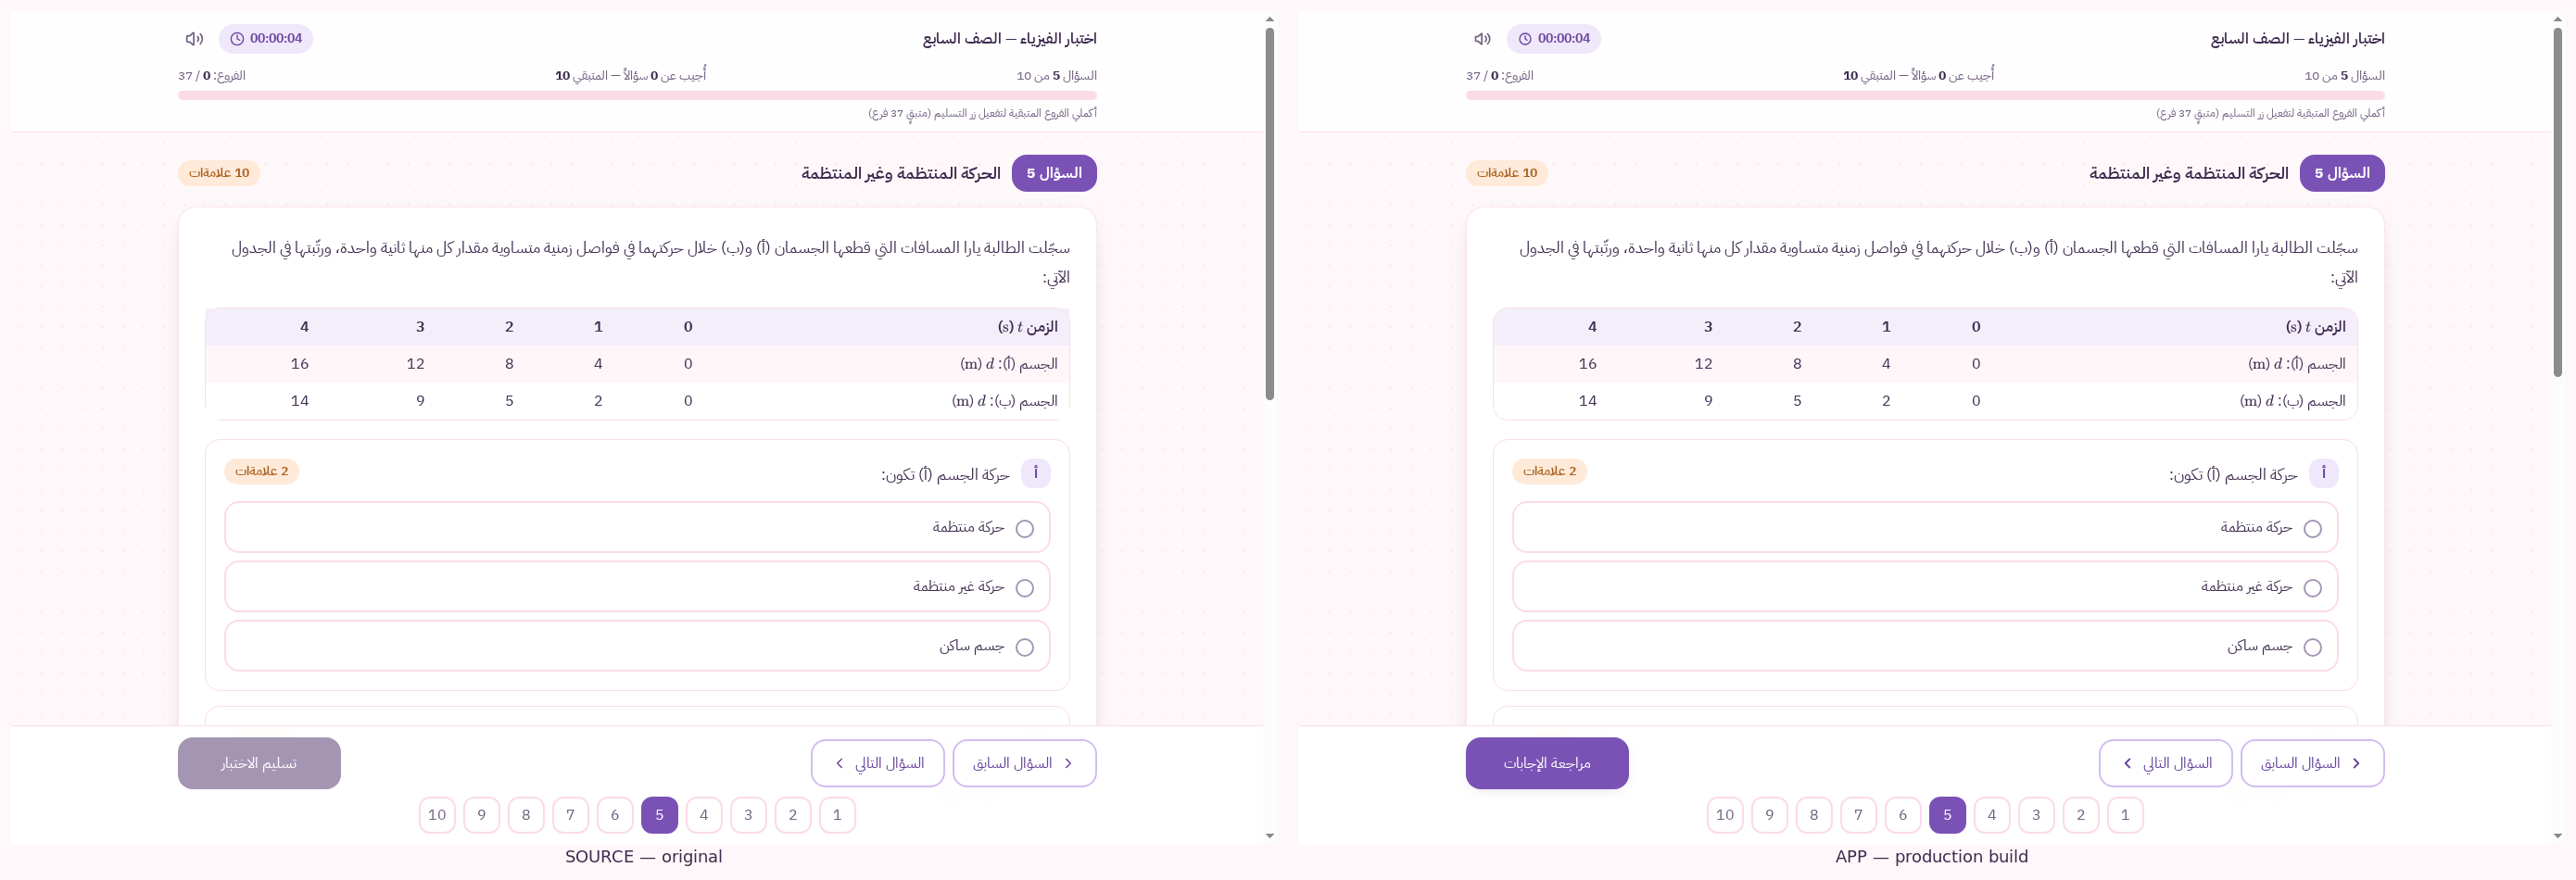 اختبار الفيزياء — الصف السابع
00:00:04
السؤال 5 من 10
أُجيب عن 0 سؤالاً — المتبقي 10
الفروع: 0 / 37
أكملي الفروع المتبقية لتفعيل زر التسليم (متبقٍ 37 فرع)
السؤال 5
الحركة المنتظمة وغير المنتظمة
10 علامةات
سجّلت الطالبة يارا المسافات التي قطعها الجسمان (أ) و(ب) خلال حركتهما في فواصل زمنية متساوية مقدار كل منها ثانية واحدة، ورتّبتها في الجدول
الآتي:
الزمن t (s) 0 1 2 3 4
الجسم (أ): d (m) 0 4 8 12 16
الجسم (ب): d (m) 0 2 5 9 14
أ حركة الجسم (أ) تكون: 2 علامةات
حركة منتظمة
حركة غير منتظمة
جسم ساكن
السؤال السابق
السؤال التالي
تسليم الاختبار
1 2 3 4 5 6 7 8 9 10
SOURCE — original
اختبار الفيزياء — الصف السابع
00:00:04
السؤال 5 من 10
أُجيب عن 0 سؤالاً — المتبقي 10
الفروع: 0 / 37
أكملي الفروع المتبقية لتفعيل زر التسليم (متبقٍ 37 فرع)
السؤال 5
الحركة المنتظمة وغير المنتظمة
10 علامةات
سجّلت الطالبة يارا المسافات التي قطعها الجسمان (أ) و(ب) خلال حركتهما في فواصل زمنية متساوية مقدار كل منها ثانية واحدة، ورتّبتها في الجدول
الآتي:
الزمن t (s) 0 1 2 3 4
الجسم (أ): d (m) 0 4 8 12 16
الجسم (ب): d (m) 0 2 5 9 14
أ حركة الجسم (أ) تكون: 2 علامةات
حركة منتظمة
حركة غير منتظمة
جسم ساكن
السؤال السابق
السؤال التالي
مراجعة الإجابات
1 2 3 4 5 6 7 8 9 10
APP — production build